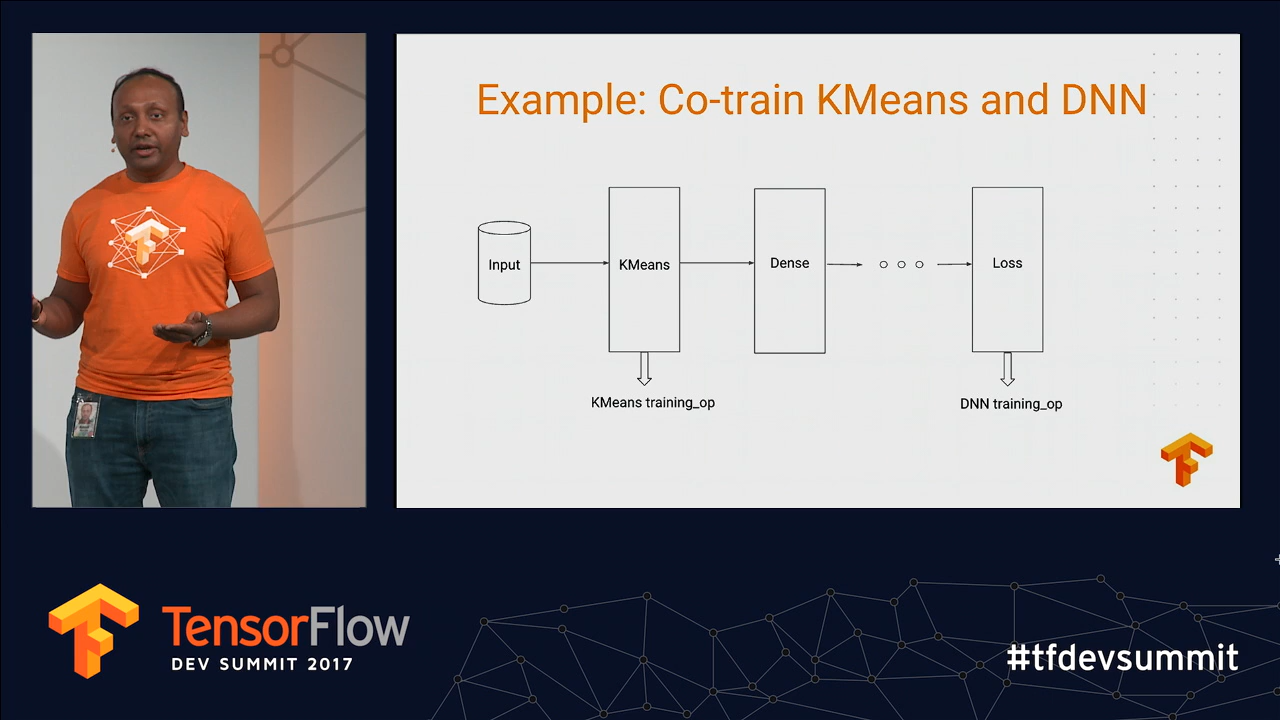 Example: Co-train KMeans and DNN
Input
KMeans
Dense
Loss
KMeans training_op
DNN training_op
TensorFlow
DEV SUMMIT 2017
#tfdevsummit